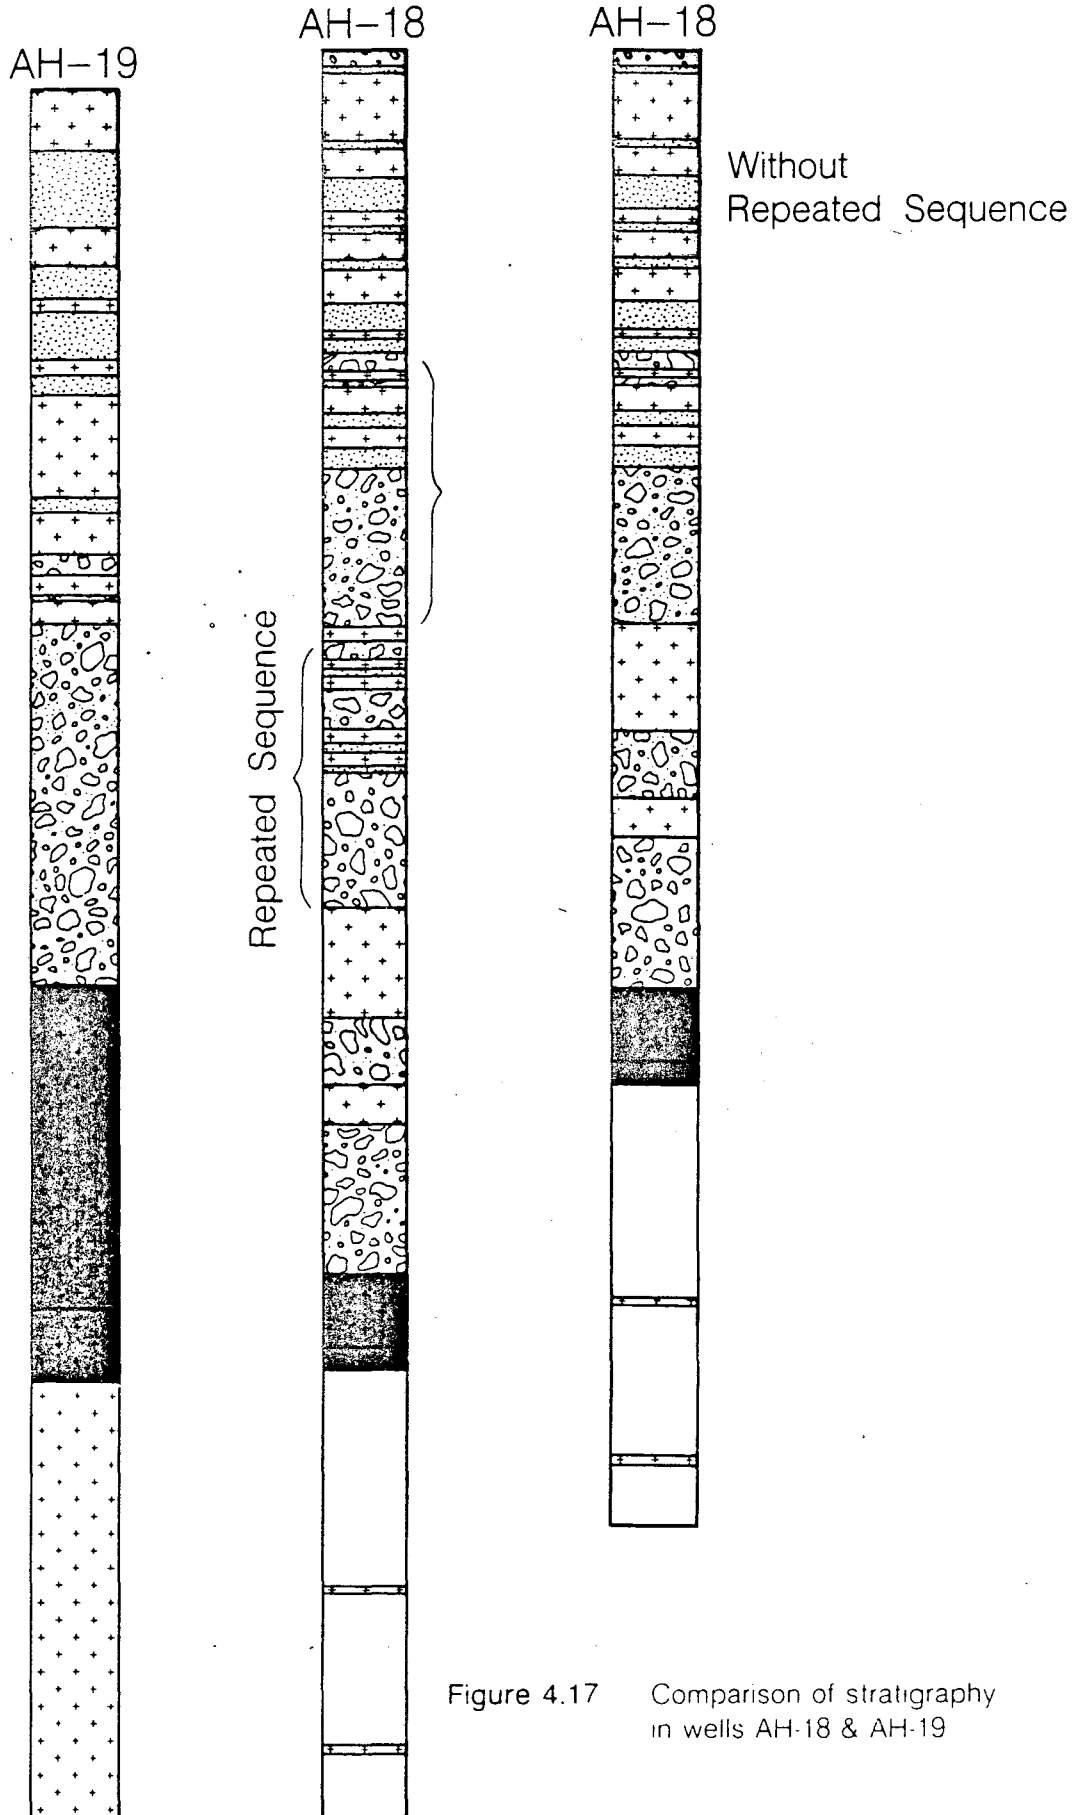 AH-19
AH-18
AH-18
Without
Repeated Sequence
Repeated Sequence
Figure 4.17 Comparison of stratigraphy
in wells AH-18 & AH-19